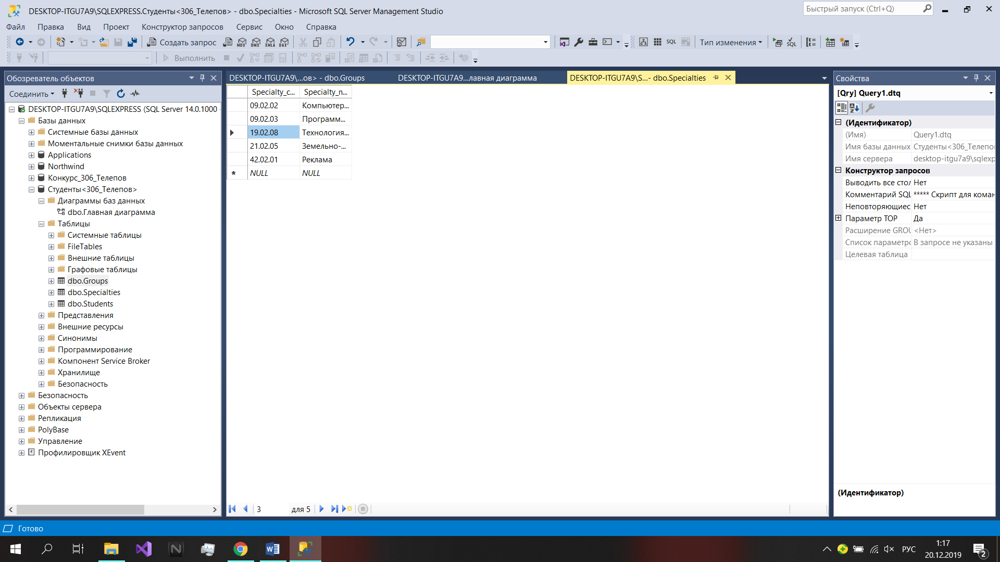 DESKTOP-ITGU7A9\SQLEXPRESS.Студенты<306_Телепов> - dbo.Specialties - Microsoft SQL Server Management Studio
Быстрый запуск (Ctrl+Q)
Файл Правка Вид Проект Конструктор запросов Сервис Окно Справка
Создать запрос MDX DMX XMLA DAX SQL Тип изменения SQL
Выполнить
Обозреватель объектов
Соединить
DESKTOP-ITGU7A9\SQLEXPRESS (SQL Server 14.0.1000 -
Базы данных
Системные базы данных
Моментальные снимки базы данных
Applications
Northwind
Конкурс_306_Телепов
Студенты<306_Телепов>
Диаграммы баз данных
dbo.Главная диаграмма
Таблицы
Системные таблицы
FileTables
Внешние таблицы
Графовые таблицы
dbo.Groups
dbo.Specialties
dbo.Students
Представления
Внешние ресурсы
Синонимы
Программирование
Компонент Service Broker
Хранилище
Безопасность
Безопасность
Объекты сервера
Репликация
PolyBase
Управление
Профилировщик XEvent
DESKTOP-ITGU7A9\...ов> - dbo.Groups DESKTOP-ITGU7A9...лавная диаграмма DESKTOP-ITGU7A9\S...- dbo.Specialties
Specialty_c... Specialty_n...
09.02.02 Компьютер...
09.02.03 Программ...
19.02.08 Технология...
21.02.05 Земельно-...
42.02.01 Реклама
* NULL NULL
3 для 5
Свойства
[Qry] Query1.dtq
(Идентификатор)
(Имя) Query1.dtq
Имя базы данных Студенты<306_Телепо
Имя сервера desktop-itgu7a9\sqlexp
Конструктор запросов
Выводить все стол Нет
Комментарий SQL ***** Скрипт для коман
Неповторяющиес Нет
Параметр TOP Да
Расширение GROU <Нет>
Список параметро В запросе не указаны
Целевая таблица
(Идентификатор)
Готово
РУС
1:17
20.12.2019
2